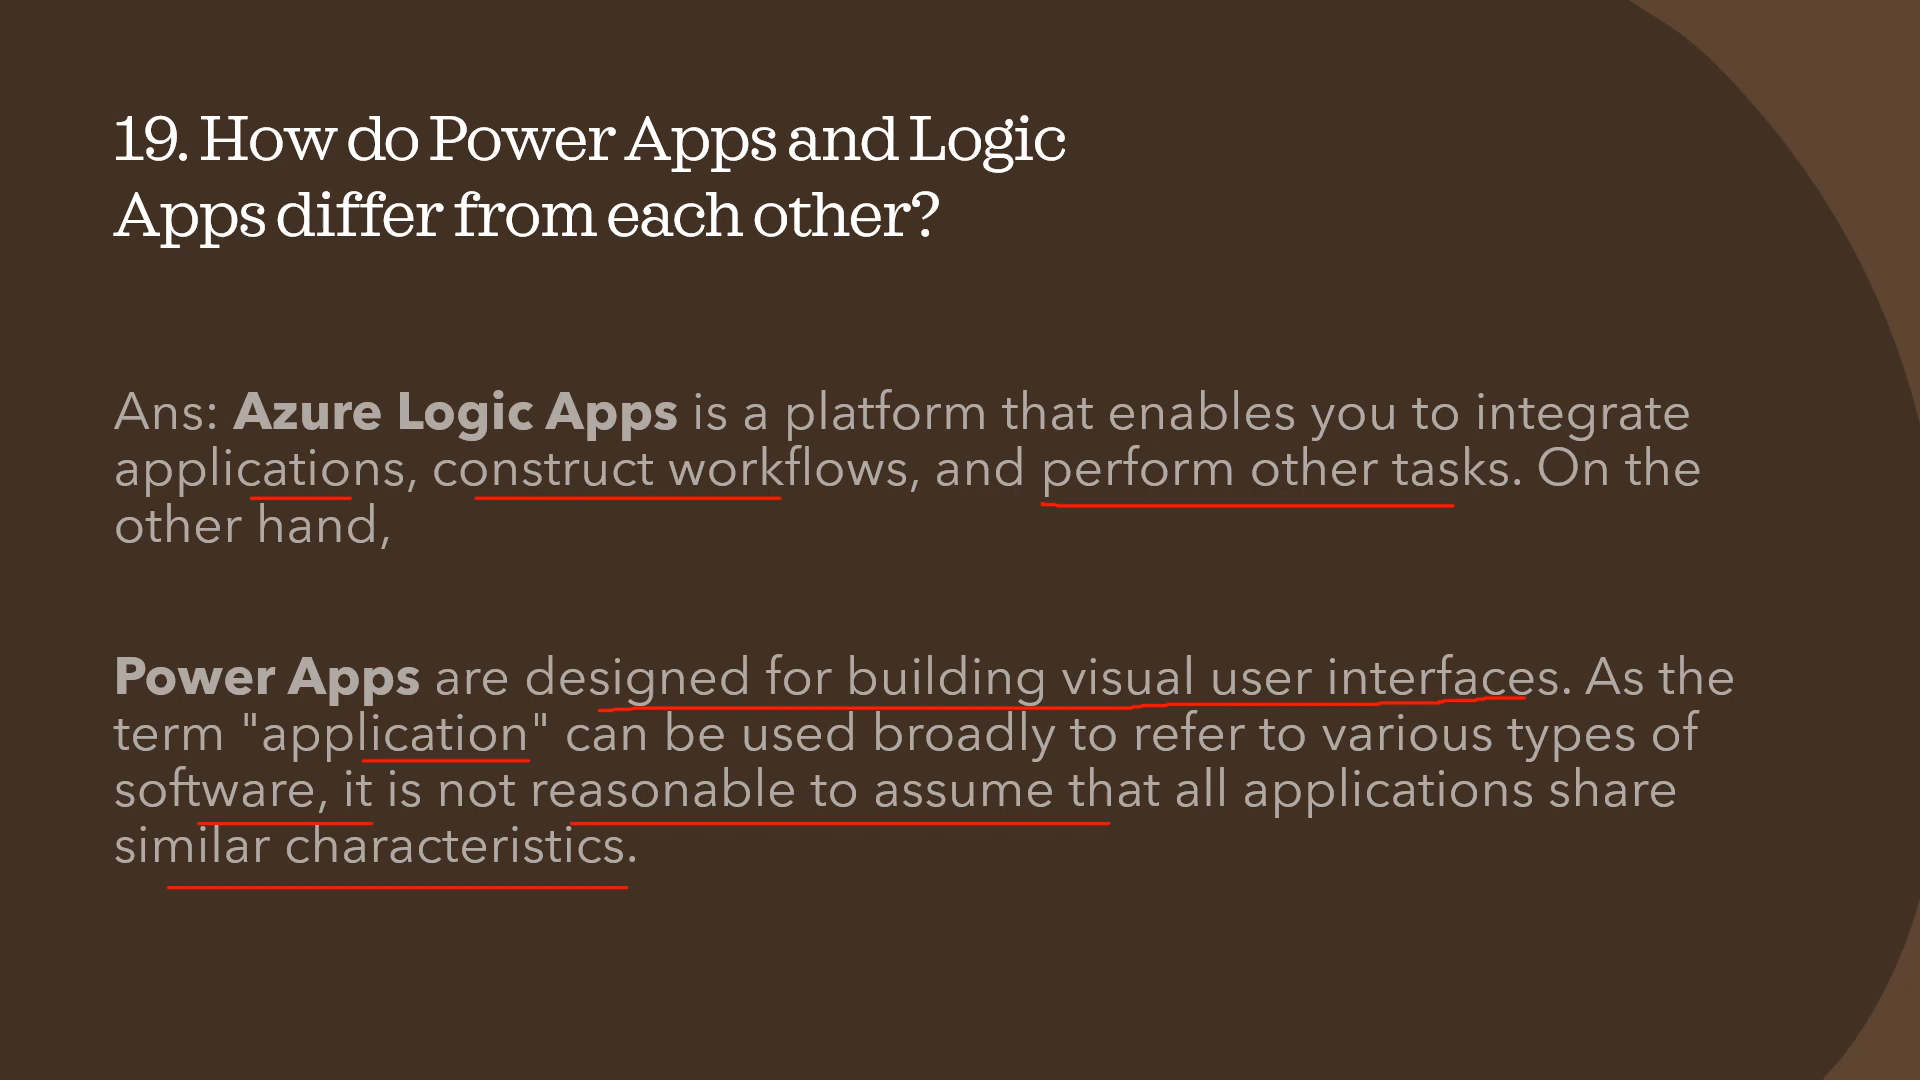 19. How do Power Apps and Logic
Apps differ from each other?
Ans: Azure Logic Apps is a platform that enables you to integrate
applications, construct workflows, and perform other tasks. On the
other hand,
Power Apps are designed for building visual user interfaces. As the
term "application" can be used broadly to refer to various types of
software, it is not reasonable to assume that all applications share
similar characteristics.